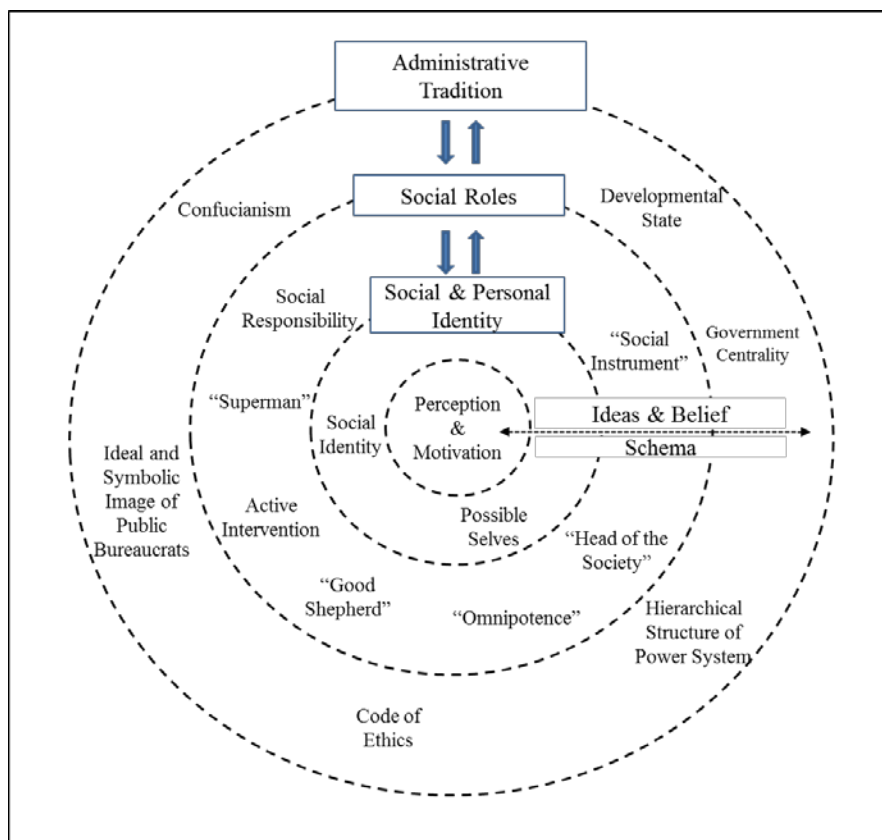 Administrative
Tradition
Social Roles
Confucianism
Developmental
State
Social & Personal
Identity
Social
Responsibility
“Social
Instrument”
Government
Centrality
“Superman”
Social
Identity
Perception
&
Motivation
Ideas & Belief
Schema
Ideal and
Symbolic
Image of
Public
Bureaucrats
Active
Intervention
Possible
Selves
“Head of the
Society”
“Good
Shepherd”
“Omnipotence”
Hierarchical
Structure of
Power System
Code of
Ethics